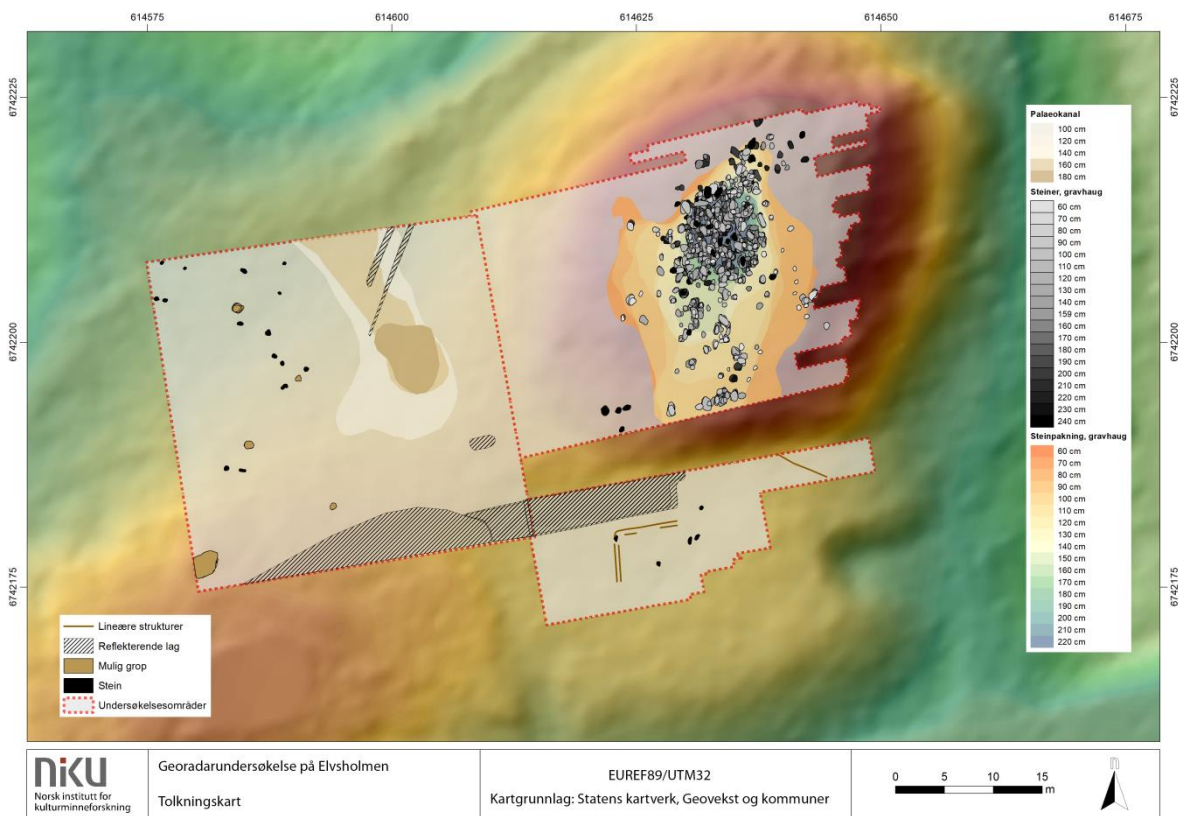 614575
614600
614625
614650
614675
6742225
6742225
6742200
6742200
6742175
6742175
Palaeokanal
100 cm
120 cm
140 cm
160 cm
180 cm
Steiner, gravhaug
60 cm
70 cm
80 cm
90 cm
100 cm
110 cm
120 cm
130 cm
140 cm
159 cm
160 cm
170 cm
180 cm
190 cm
200 cm
210 cm
220 cm
230 cm
240 cm
Steinpakning, gravhaug
60 cm
70 cm
80 cm
90 cm
100 cm
110 cm
120 cm
130 cm
140 cm
150 cm
160 cm
170 cm
180 cm
190 cm
200 cm
210 cm
220 cm
Lineære strukturer
Reflekterende lag
Mulig grop
Stein
Undersøkelsesområder
niku
Norsk institutt for
kulturminneforskning
Georadarundersøkelse på Elvsholmen
Tolkningskart
EUREF89/UTM32
Kartgrunnlag: Statens kartverk, Geovekst og kommuner
0 5 10 15
m
n